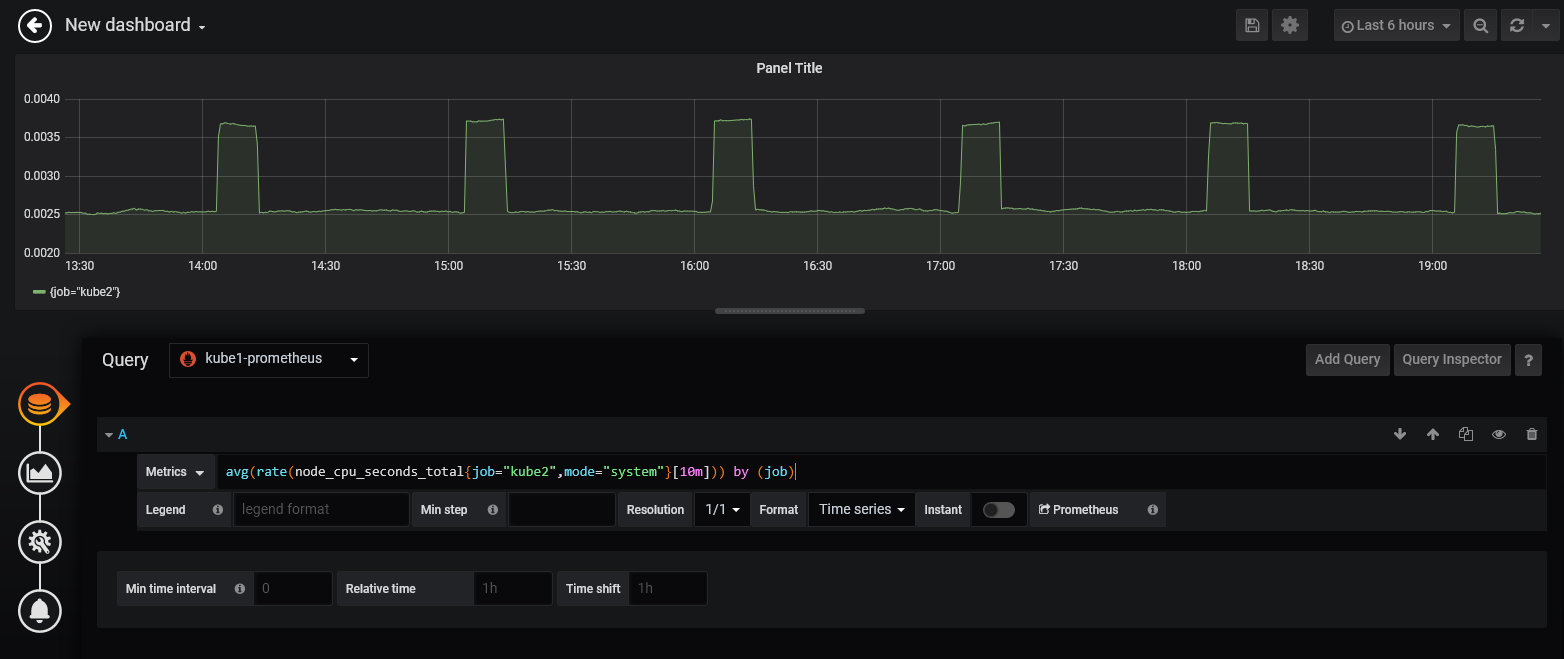 New dashboard
Last 6 hours
Panel Title
0.0040
0.0035
0.0030
0.0025
0.0020
13:30 14:00 14:30 15:00 15:30 16:00 16:30 17:00 17:30 18:00 18:30 19:00
{job="kube2"}
Query kube1-prometheus Add Query Query Inspector ?
A
Metrics avg(rate(node_cpu_seconds_total{job="kube2",mode="system"}[10m])) by (job)
Legend legend format Min step Resolution 1/1 Format Time series Instant Prometheus
Min time interval 0 Relative time 1h Time shift 1h